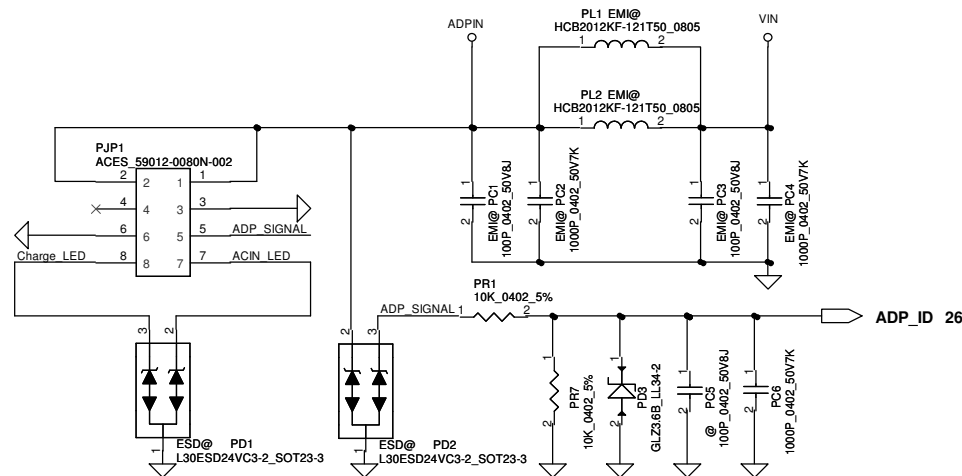 ADPIN
PL1 EMI@
HCB2012KF-121T50_0805
1 2
VIN
PL2 EMI@
HCB2012KF-121T50_0805
1 2
PJP1
ACES_59012-0080N-002
2 2 1 1
4 4 3 3
6 6 5 5 ADP_SIGNAL
Charge_LED 8 8 7 7 ACIN_LED
1
2
EMI@ PC1
100P_0402_50V8J
1
2
EMI@ PC2
1000P_0402_50V7K
1
2
EMI@ PC3
100P_0402_50V8J
1
2
EMI@ PC4
1000P_0402_50V7K
3 2
1
ESD@ PD1
L30ESD24VC3-2_SOT23-3
2 3
1
ESD@ PD2
L30ESD24VC3-2_SOT23-3
PR1
10K_0402_5%
ADP_SIGNAL 1 2
ADP_ID 26
1
2
PR7
10K_0402_5%
1
2
PD3
GLZ3.6B_LL34-2
1
2
@ PC5
100P_0402_50V8J
1
2
PC6
1000P_0402_50V7K